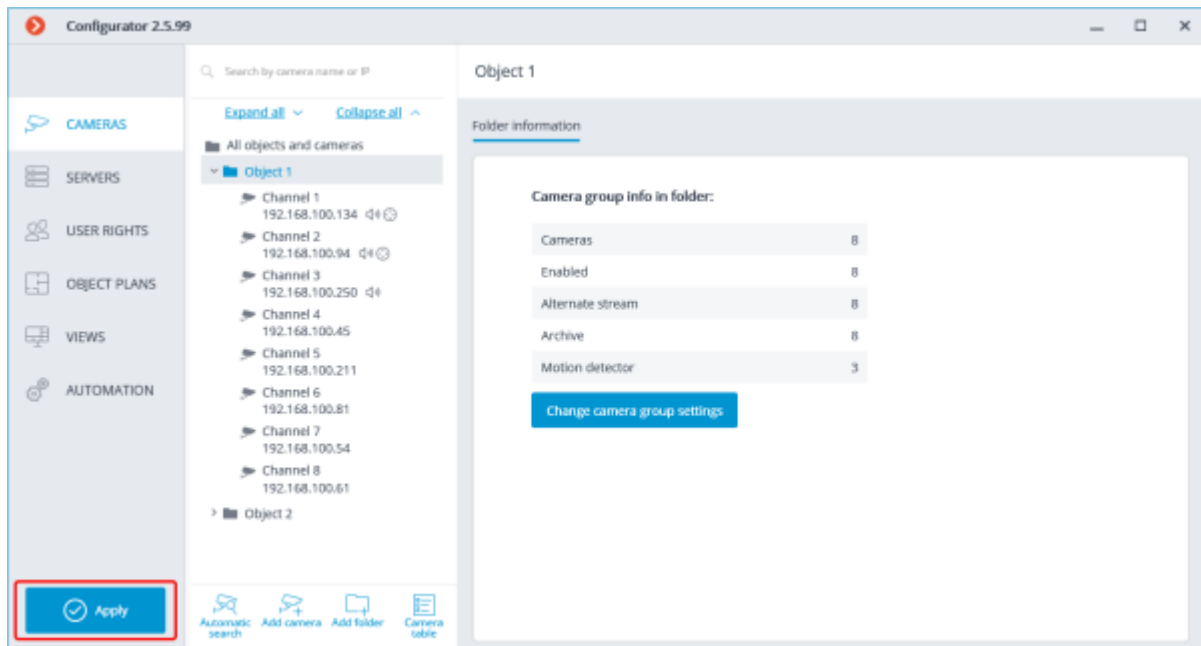 Configurator 2.5.99
Search by camera name or IP
Expand all
Collapse all
Object 1
CAMERAS
SERVERS
USER RIGHTS
OBJECT PLANS
VIEWS
AUTOMATION
Apply
All objects and cameras
Object 1
Channel 1
192.168.100.134
Channel 2
192.168.100.94
Channel 3
192.168.100.250
Channel 4
192.168.100.45
Channel 5
192.168.100.211
Channel 6
192.168.100.81
Channel 7
192.168.100.54
Channel 8
192.168.100.61
Object 2
Automatic
search
Add camera
Add folder
Camera
table
Folder information
Camera group info in folder:
Cameras 8
Enabled 8
Alternate stream 8
Archive 8
Motion detector 3
Change camera group settings